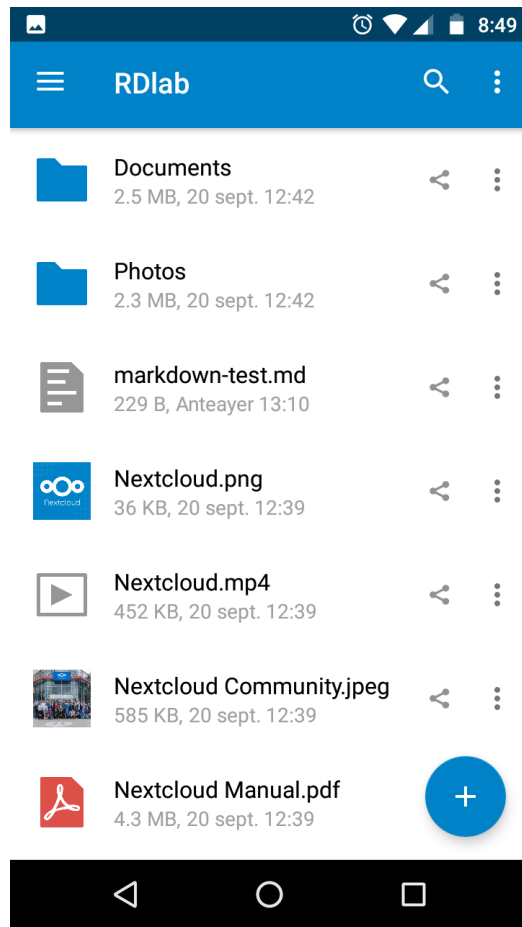 8:49
RDlab
Documents
2.5 MB, 20 sept. 12:42
Photos
2.3 MB, 20 sept. 12:42
markdown-test.md
229 B, Anteayer 13:10
Nextcloud.png
Nextcloud
36 KB, 20 sept. 12:39
Nextcloud.mp4
452 KB, 20 sept. 12:39
Nextcloud Community.jpeg
585 KB, 20 sept. 12:39
Nextcloud Manual.pdf
4.3 MB, 20 sept. 12:39